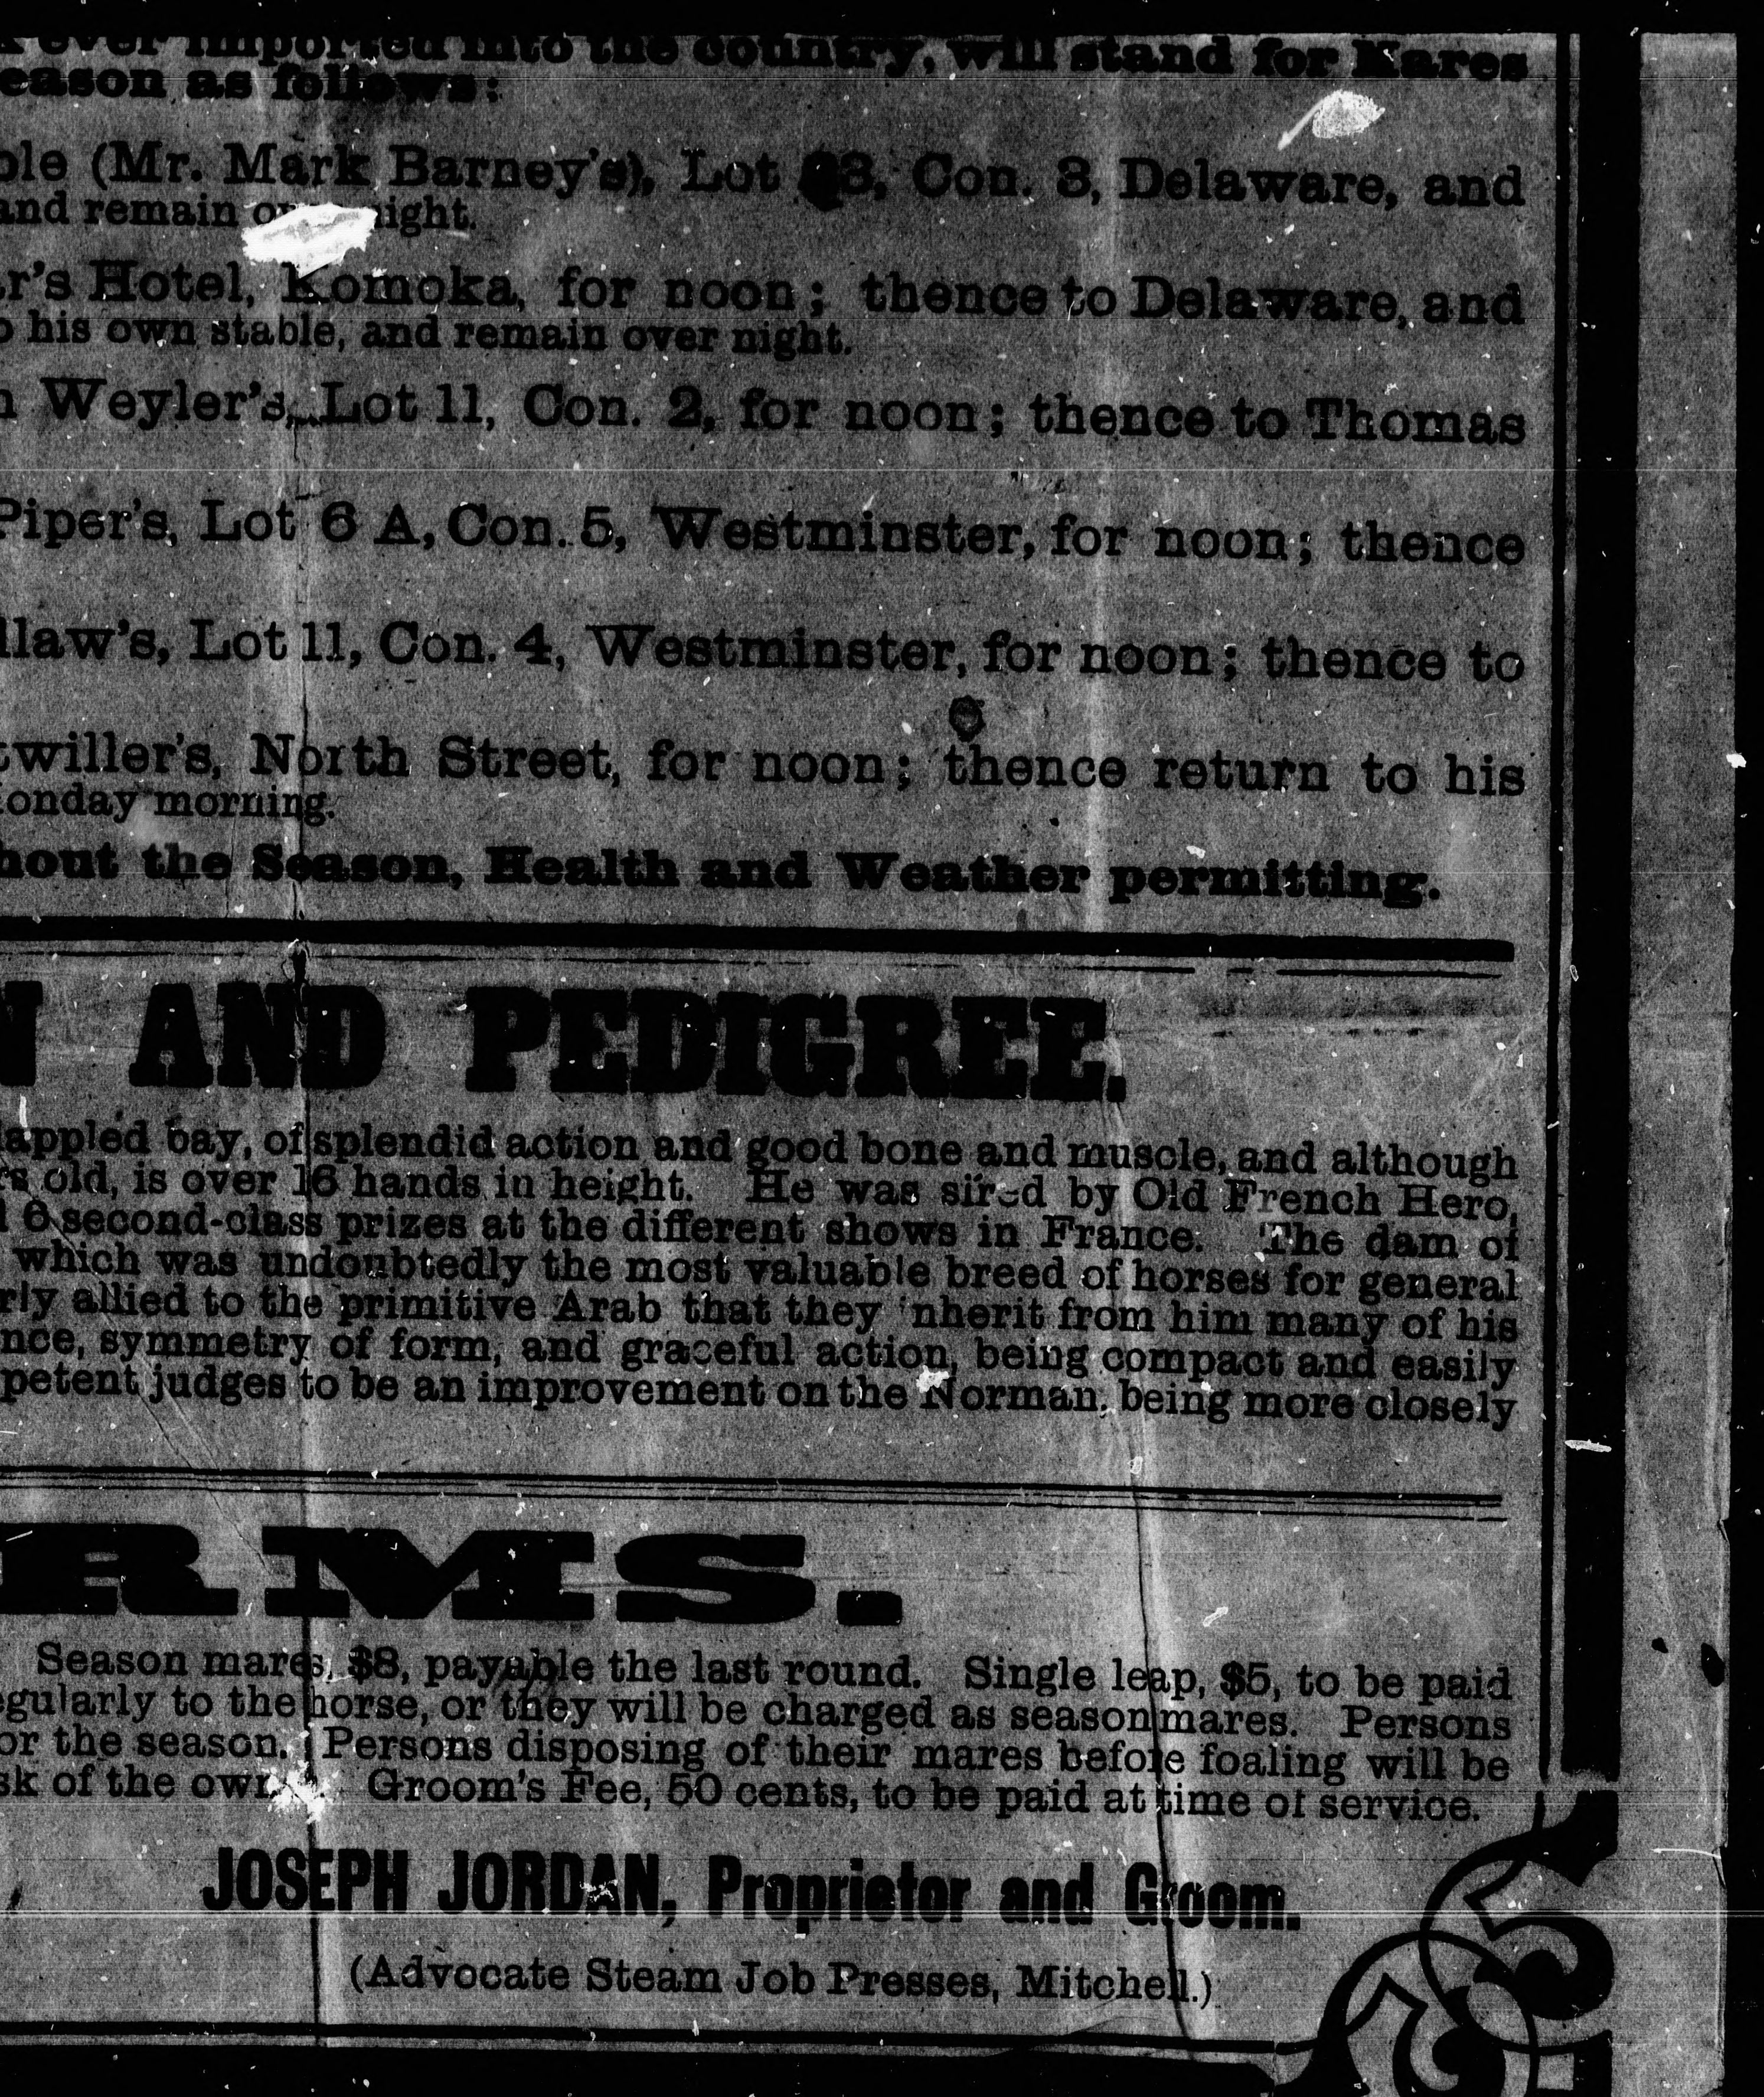 ever imported into the country, will stand for Mares
eason as follows:
ble (Mr. Mark Barney's), Lot 3, Con. 3, Delaware, and
and remain over night.
r's Hotel, Komoka, for noon; thence to Delaware, and
o his own stable, and remain over night.
n Weyler's, Lot 11, Con. 2, for noon; thence to Thomas
Piper's, Lot 6 A, Con. 5, Westminster, for noon; thence
llaw's, Lot 11, Con. 4, Westminster, for noon; thence to
twiller's, North Street, for noon; thence return to his
onday morning.
hout the Season, Health and Weather permitting.
N AND PEDIGREE.
appled bay, of splendid action and good bone and muscle, and although
rs old, is over 16 hands in height. He was sired by Old French Hero,
d 6 second-class prizes at the different shows in France. The dam of
which was undoubtedly the most valuable breed of horses for general
rly allied to the primitive Arab that they inherit from him many of his
nce, symmetry of form, and graceful action, being compact and easily
petent judges to be an improvement on the Norman, being more closely
RMS.
Season mares, $8, payable the last round. Single leap, $5, to be paid
egularly to the horse, or they will be charged as season mares. Persons
or the season. Persons disposing of their mares before foaling will be
sk of the owner. Groom's Fee, 50 cents, to be paid at time of service.
JOSEPH JORDAN, Proprietor and Groom.
(Advocate Steam Job Presses, Mitchell.)